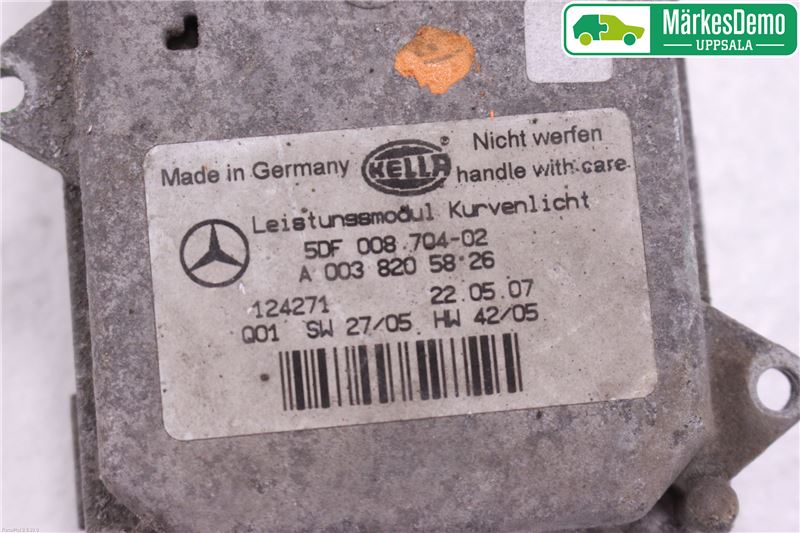 MärkesDemo
UPPSALA
Made in Germany
HELLA
®
Nicht werfen
handle with care
Leistungsmodul Kurvenlicht
5DF 008 704-02
A 003 820 58 26
124271 22.05.07
Q01 SW 27/05 HW 42/05